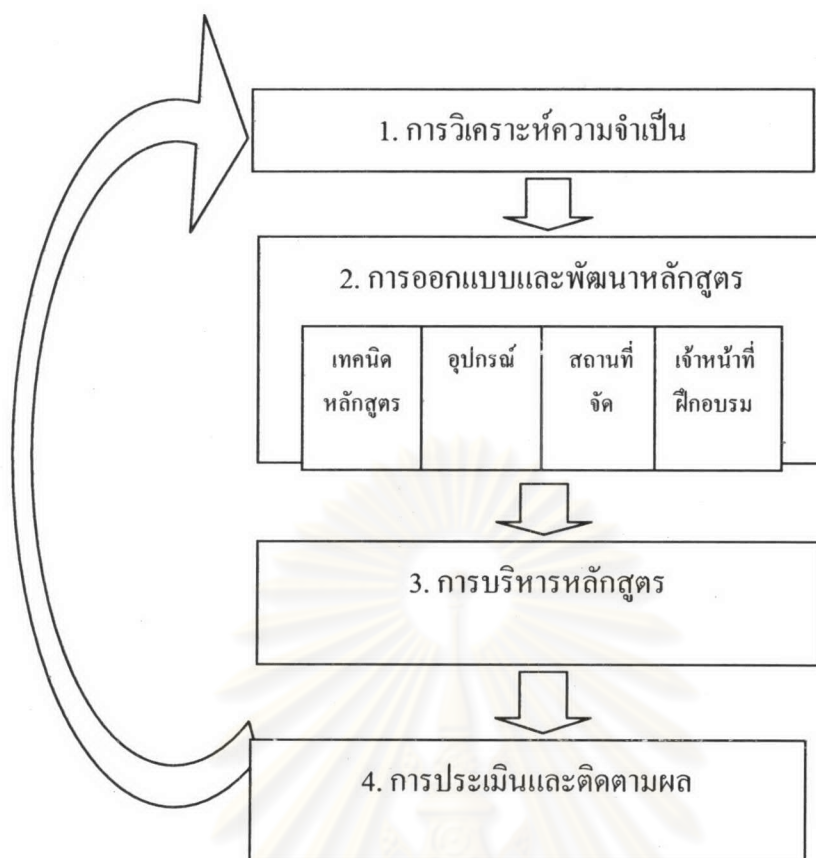 1. การวิเคราะห์ความจำเป็น
2. การออกแบบและพัฒนาหลักสูตร
เทคนิค
หลักสูตร
อุปกรณ์
สถานที่
จัด
เจ้าหน้าที่
ฝึกอบรม
3. การบริหารหลักสูตร
4. การประเมินและติดตามผล